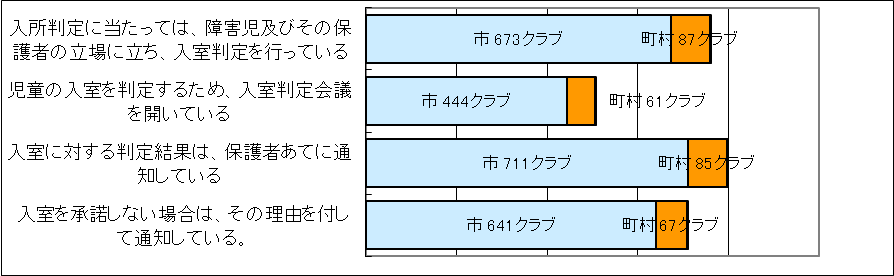 入所判定に当たっては、障害児及びその保
護者の立場に立ち、入室判定を行っている
市 673クラブ
町村 87クラブ
児童の入室を判定するため、入室判定会議
を開いている
市 444クラブ
町村 61クラブ
入室に対する判定結果は、保護者あてに通
知している
市 711クラブ
町村 85クラブ
入室を承諾しない場合は、その理由を付し
て通知している。
市 641クラブ
町村 67クラブ